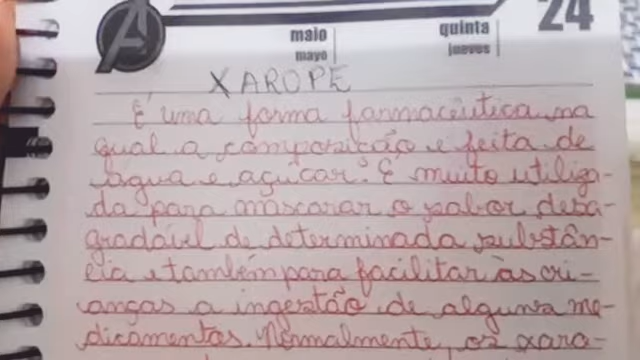 maio
mayo
quinta
jueves
24
XAROPE
É uma forma farmacêutica na
qual a composição e feita de
água e açúcar. E muito utiliza-
da para mascarar o sabor desa-
gradável de determinada substân-
cia e também para facilitar às cri-
anças a ingestão de alguns me-
dicamentos. Normalmente, os xaro-